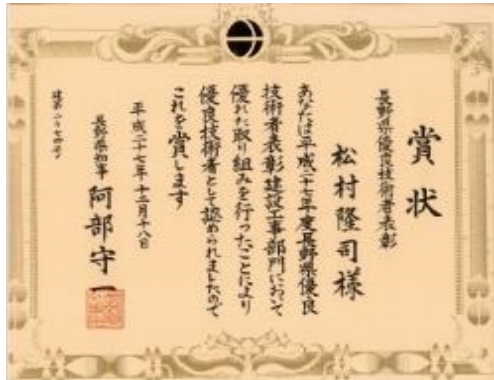 賞状
長野県優良技術者表彰
松村隆司様
あなたは平成二十七年度長野県優良
技術者表彰建設工事部門において
優れた取り組みを行ったことにより
優良技術者として認められましたので
これを賞します
平成二十七年十二月十八日
長野県知事 阿部守一